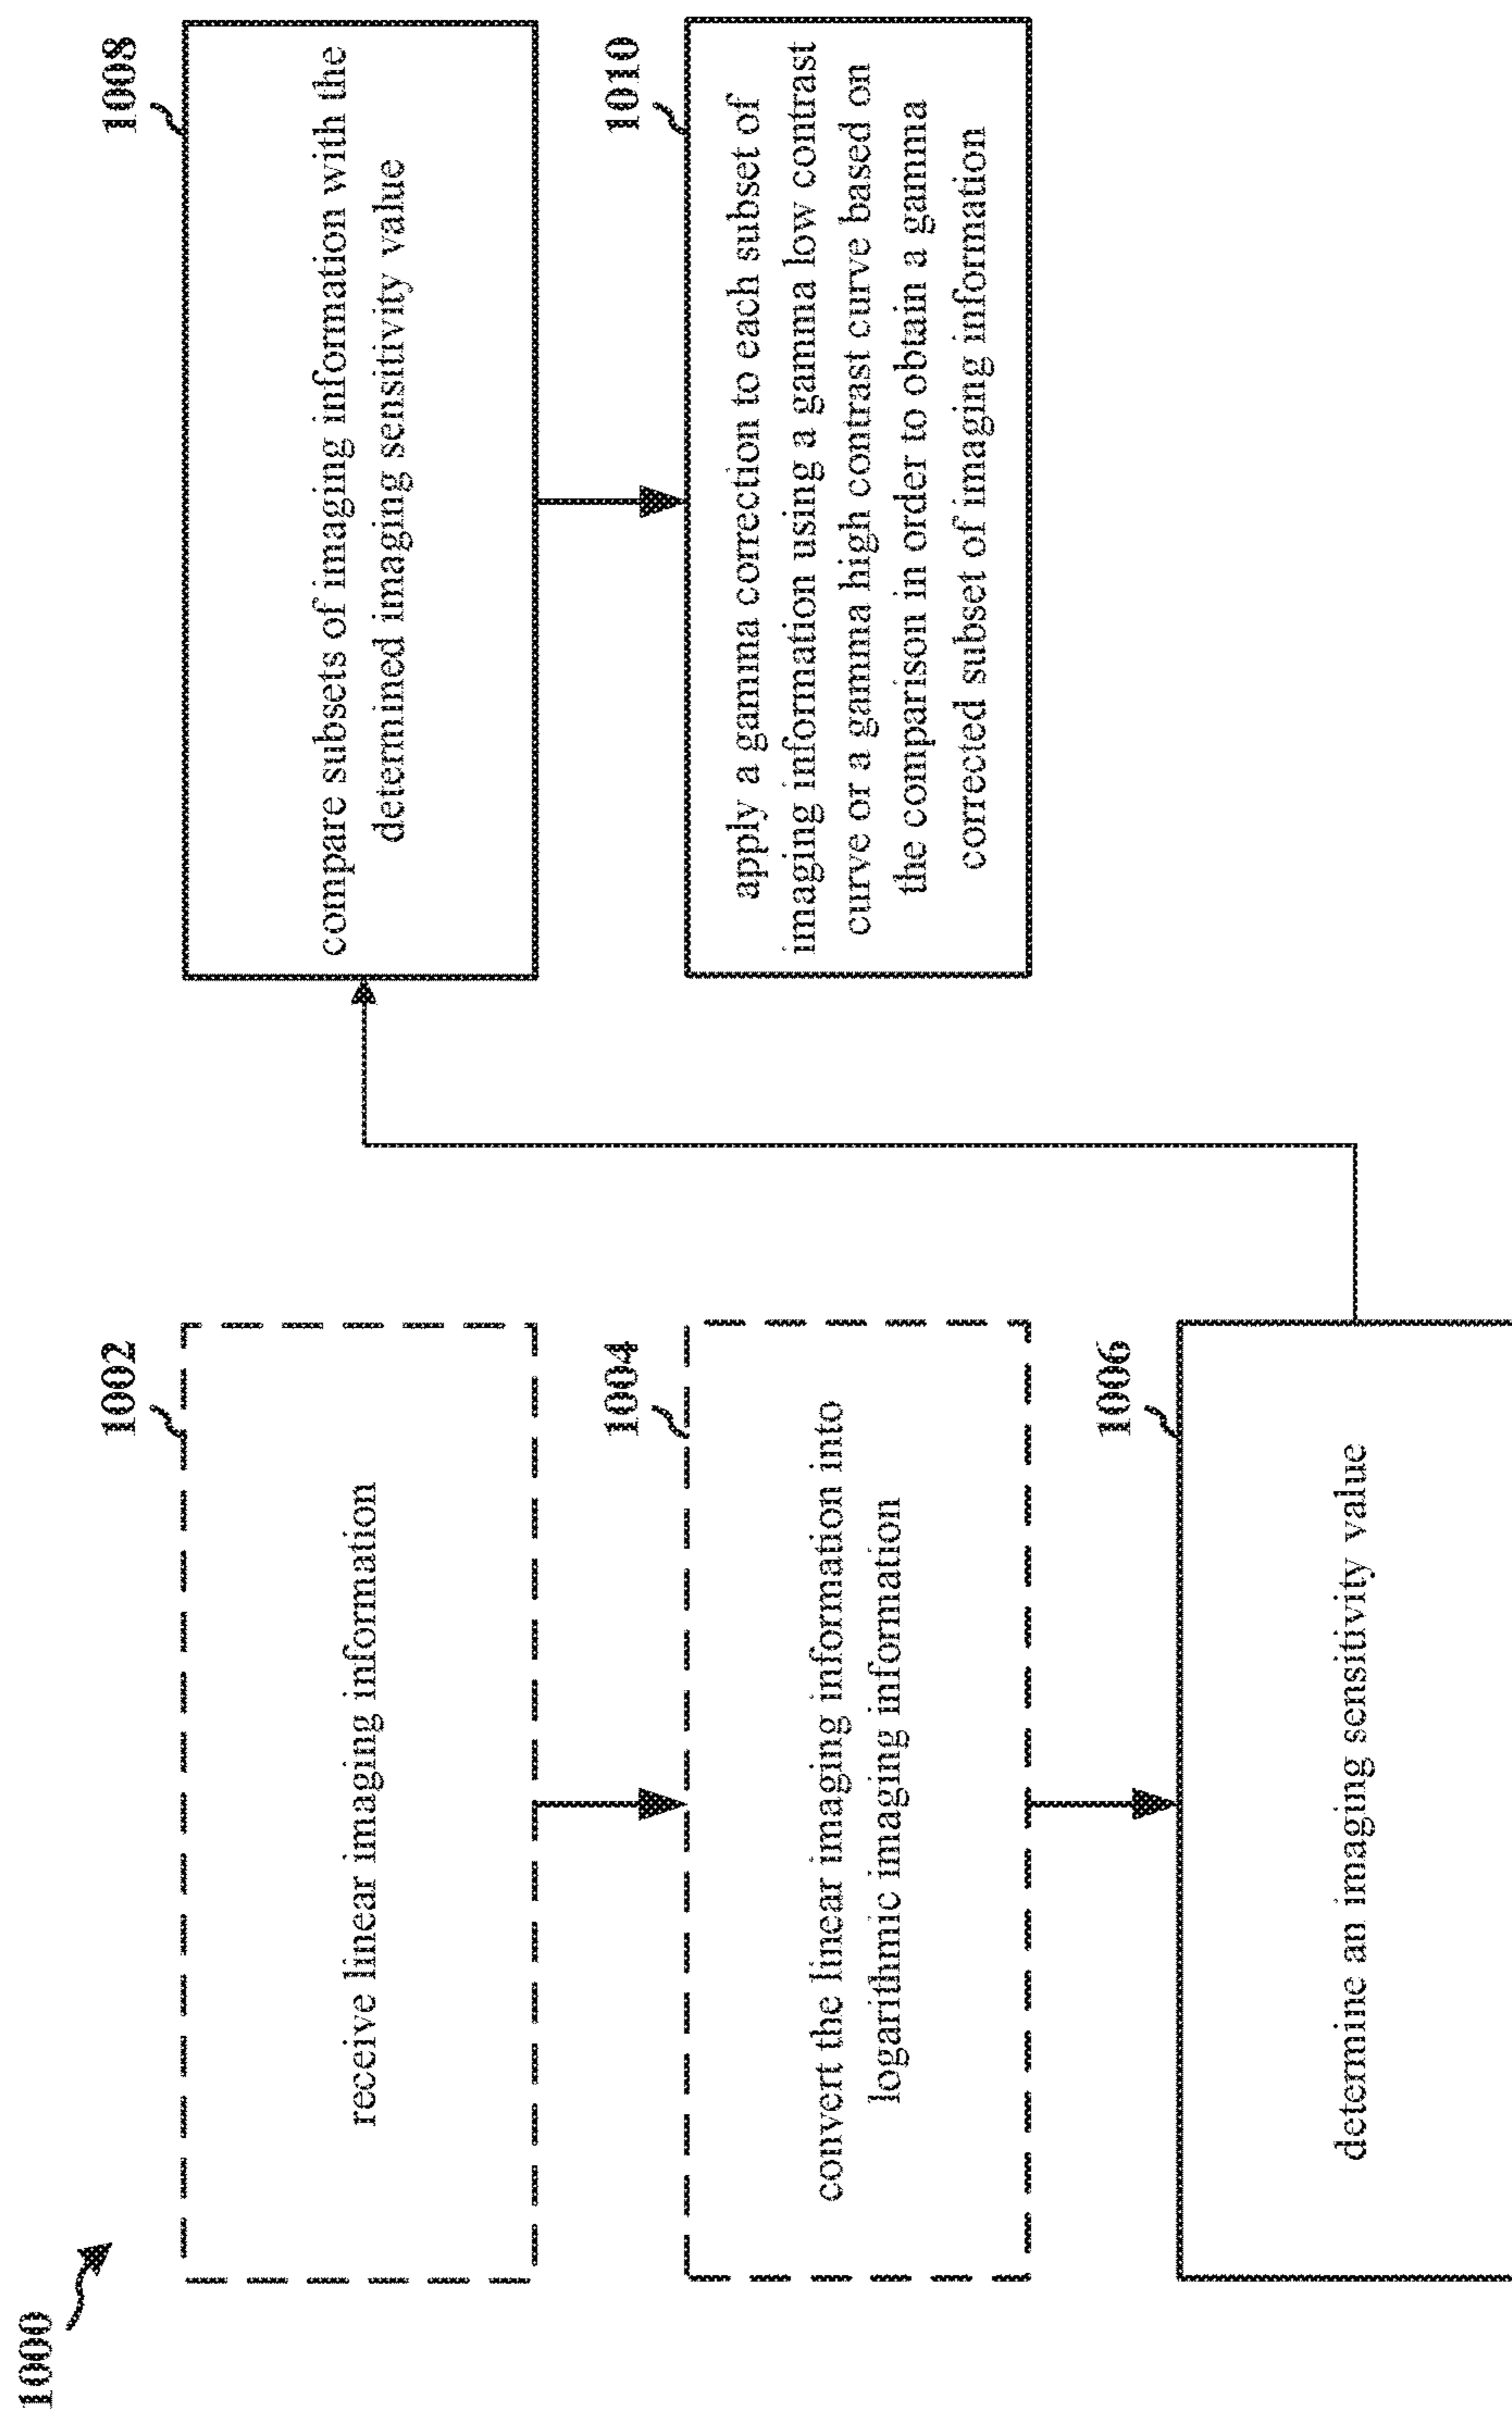 1000
1002
receive linear imaging information
1004
convert the linear imaging information into
logarithmic imaging information
1006
determine an imaging sensitivity value
1008
compare subsets of imaging information with the
determined imaging sensitivity value
1010
apply a gamma correction to each subset of
imaging information using a gamma low contrast
curve or a gamma high contrast curve based on
the comparison in order to obtain a gamma
corrected subset of imaging information